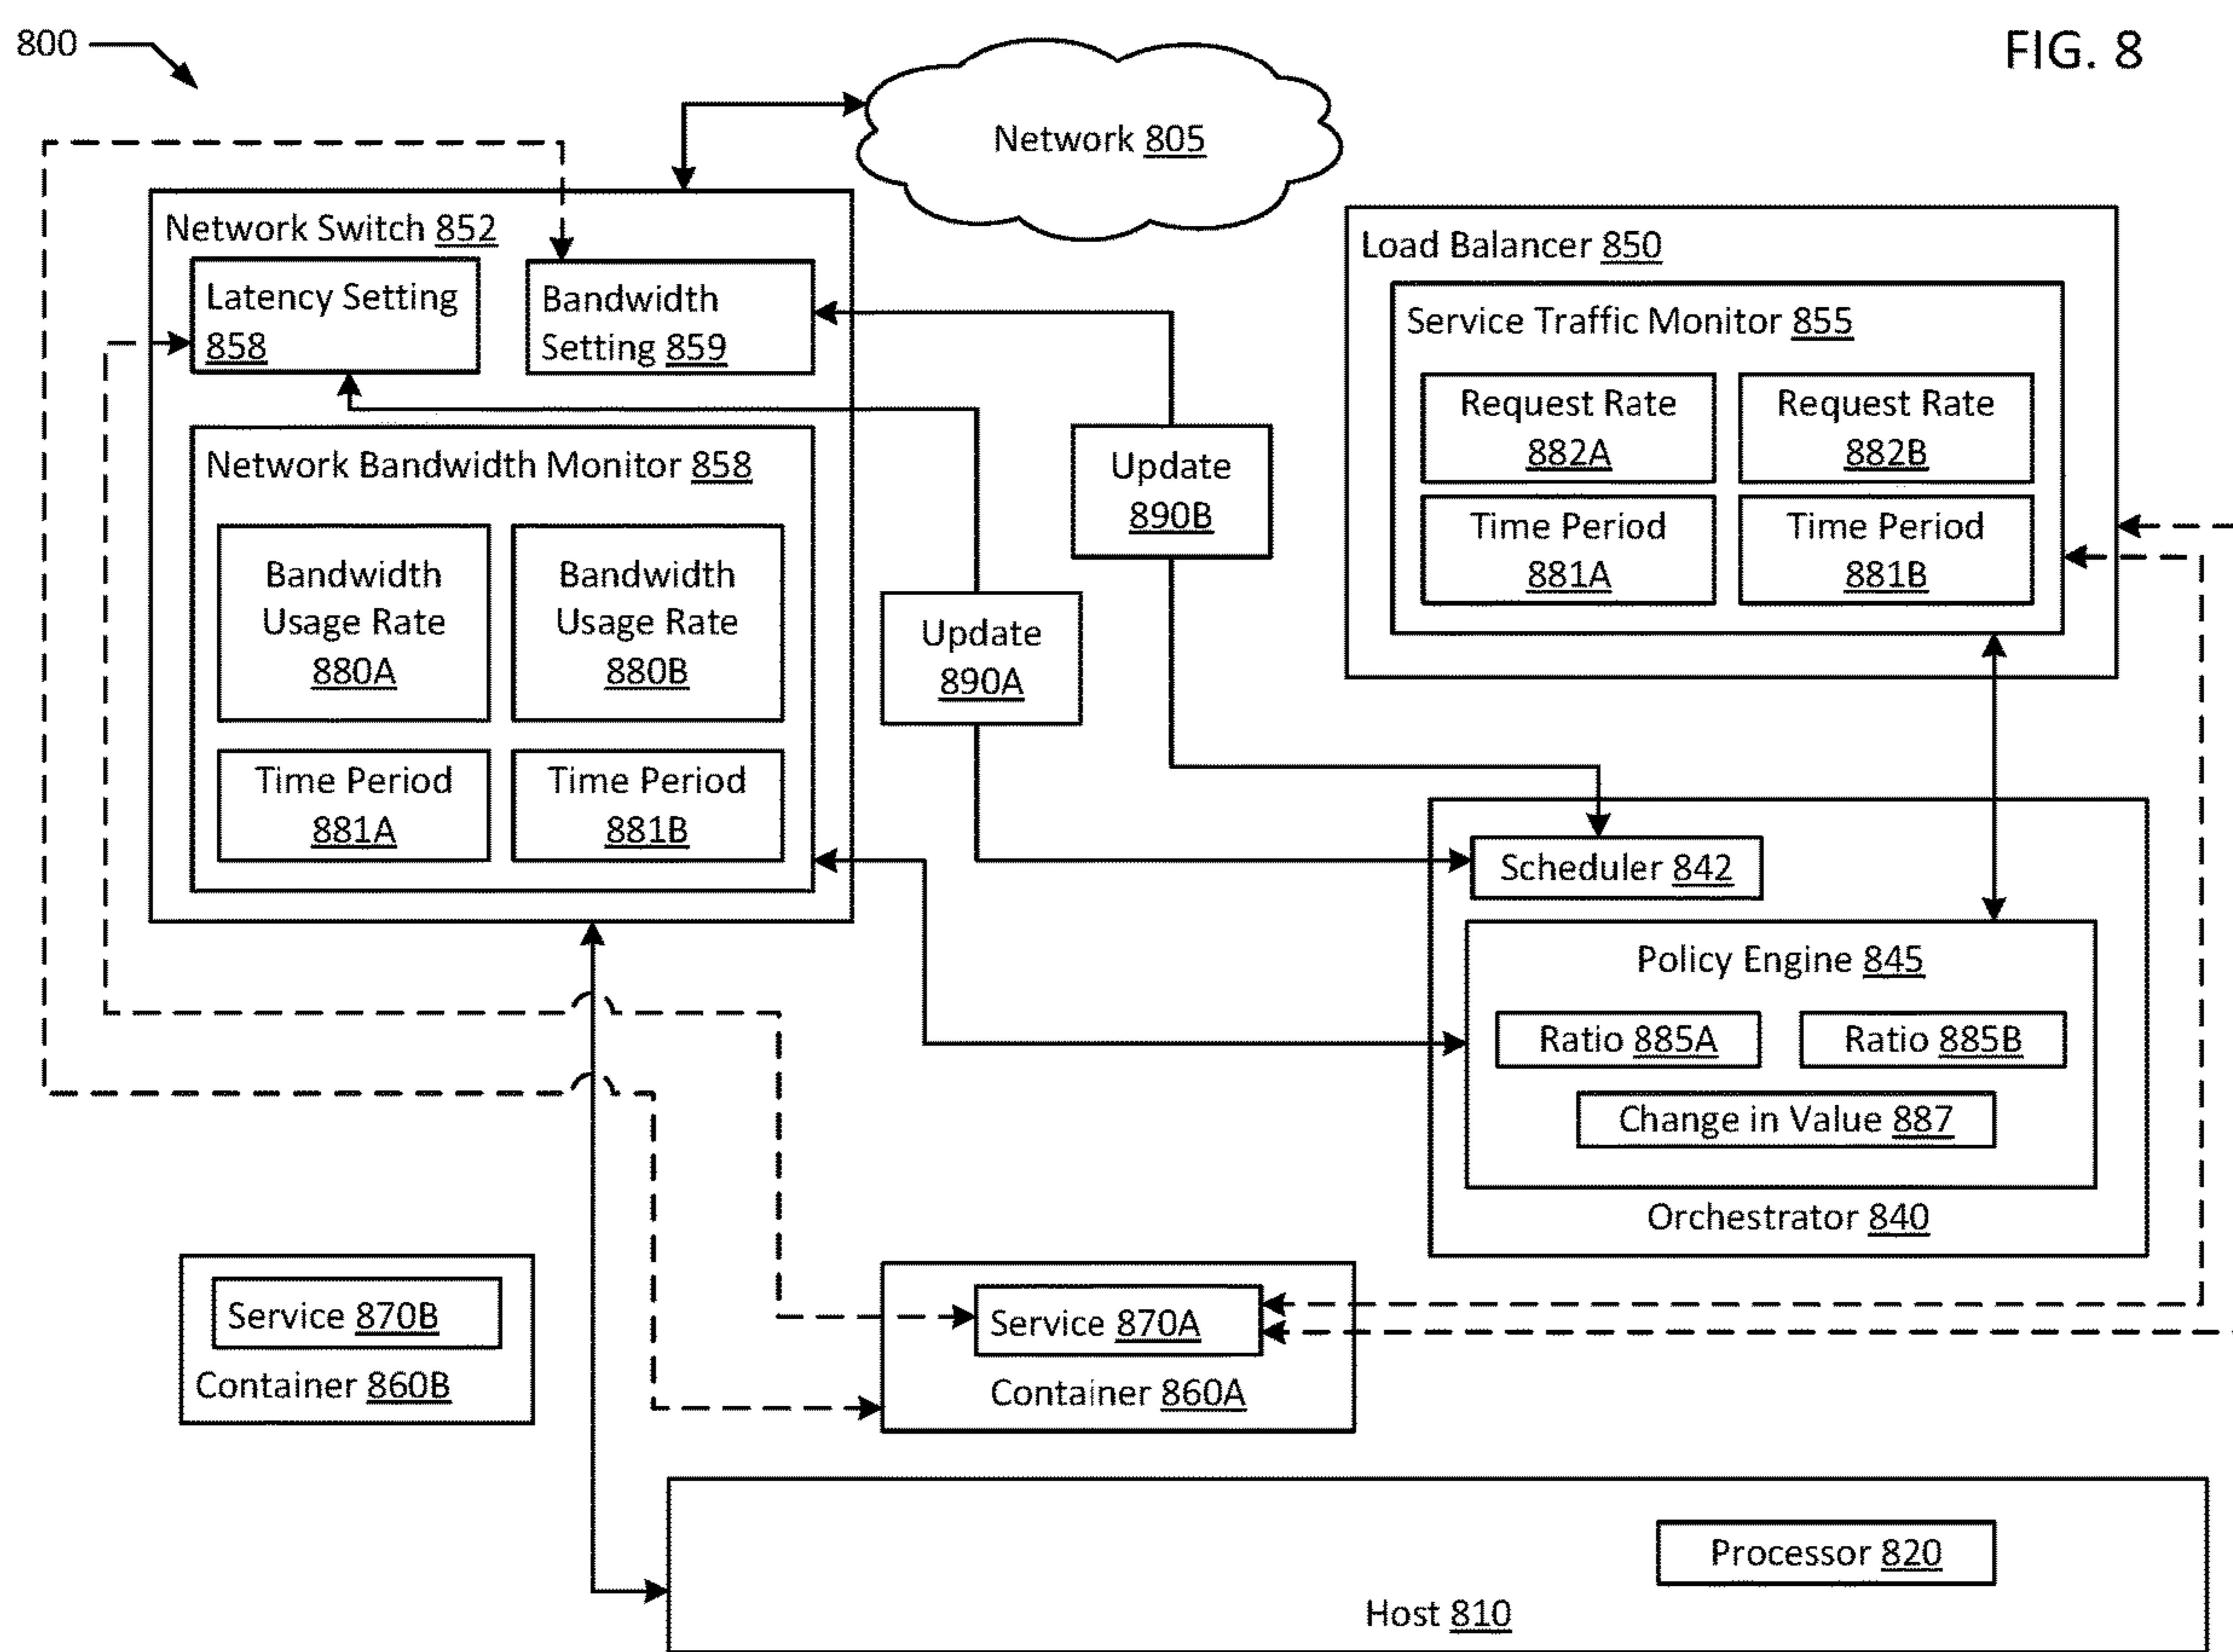 800
FIG. 8
Network 805
Network Switch 852
Latency Setting
858
Bandwidth
Setting 859
Network Bandwidth Monitor 858
Bandwidth
Usage Rate
880A
Bandwidth
Usage Rate
880B
Time Period
881A
Time Period
881B
Update
890A
Update
890B
Load Balancer 850
Service Traffic Monitor 855
Request Rate
882A
Request Rate
882B
Time Period
881A
Time Period
881B
Scheduler 842
Policy Engine 845
Ratio 885A
Ratio 885B
Change in Value 887
Orchestrator 840
Service 870B
Container 860B
Service 870A
Container 860A
Processor 820
Host 810